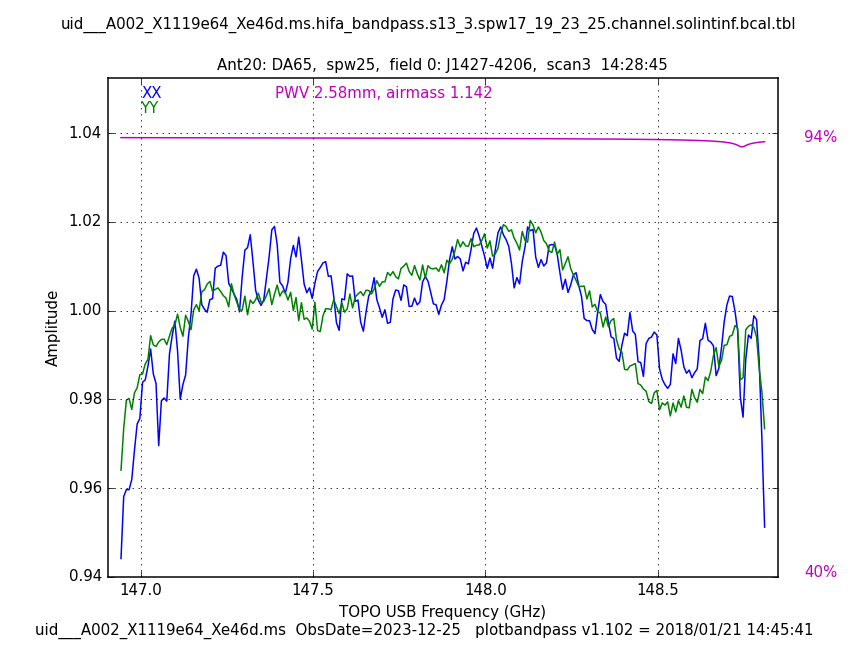 uid___A002_X1119e64_Xe46d.ms.hifa_bandpass.s13_3.spw17_19_23_25.channel.solintinf.bcal.tbl
Ant20: DA65, spw25, field 0: J1427-4206, scan3 14:28:45
XX
PWV 2.58mm, airmass 1.142
YY
1.04
94%
1.02
1.00
Amplitude
0.98
0.96
0.94
40%
147.0
147.5
148.0
148.5
TOPO USB Frequency (GHz)
uid___A002_X1119e64_Xe46d.ms ObsDate=2023-12-25 plotbandpass v1.102 = 2018/01/21 14:45:41